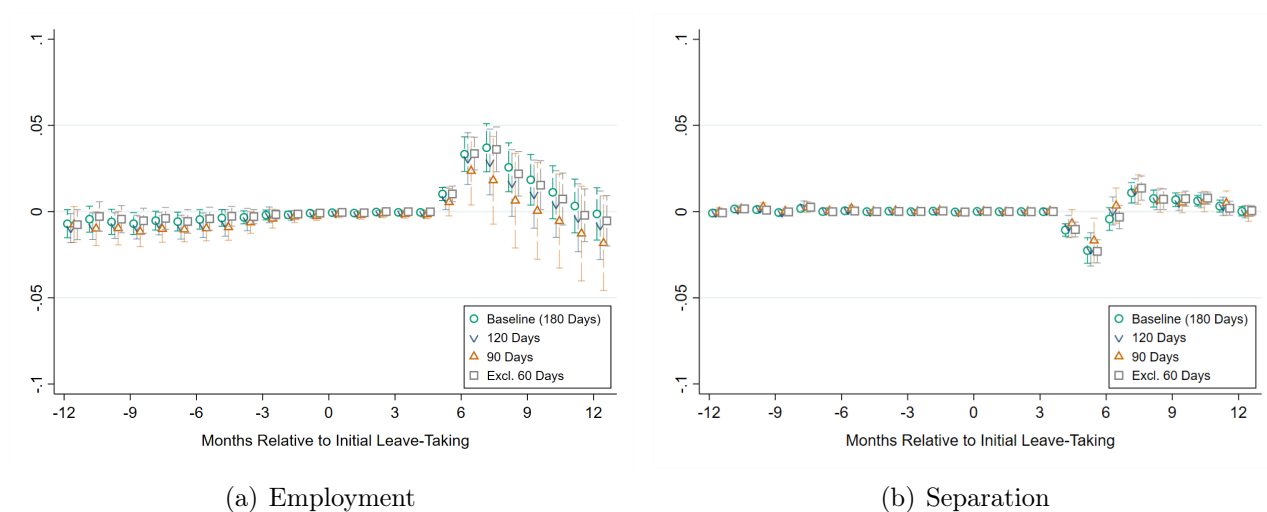 .1
.05
0
-.05
-.1
-12 -9 -6 -3 0 3 6 9 12
Months Relative to Initial Leave-Taking
Baseline (180 Days)
120 Days
90 Days
Excl. 60 Days
(a) Employment
.1
.05
0
-.05
-.1
-12 -9 -6 -3 0 3 6 9 12
Months Relative to Initial Leave-Taking
Baseline (180 Days)
120 Days
90 Days
Excl. 60 Days
(b) Separation